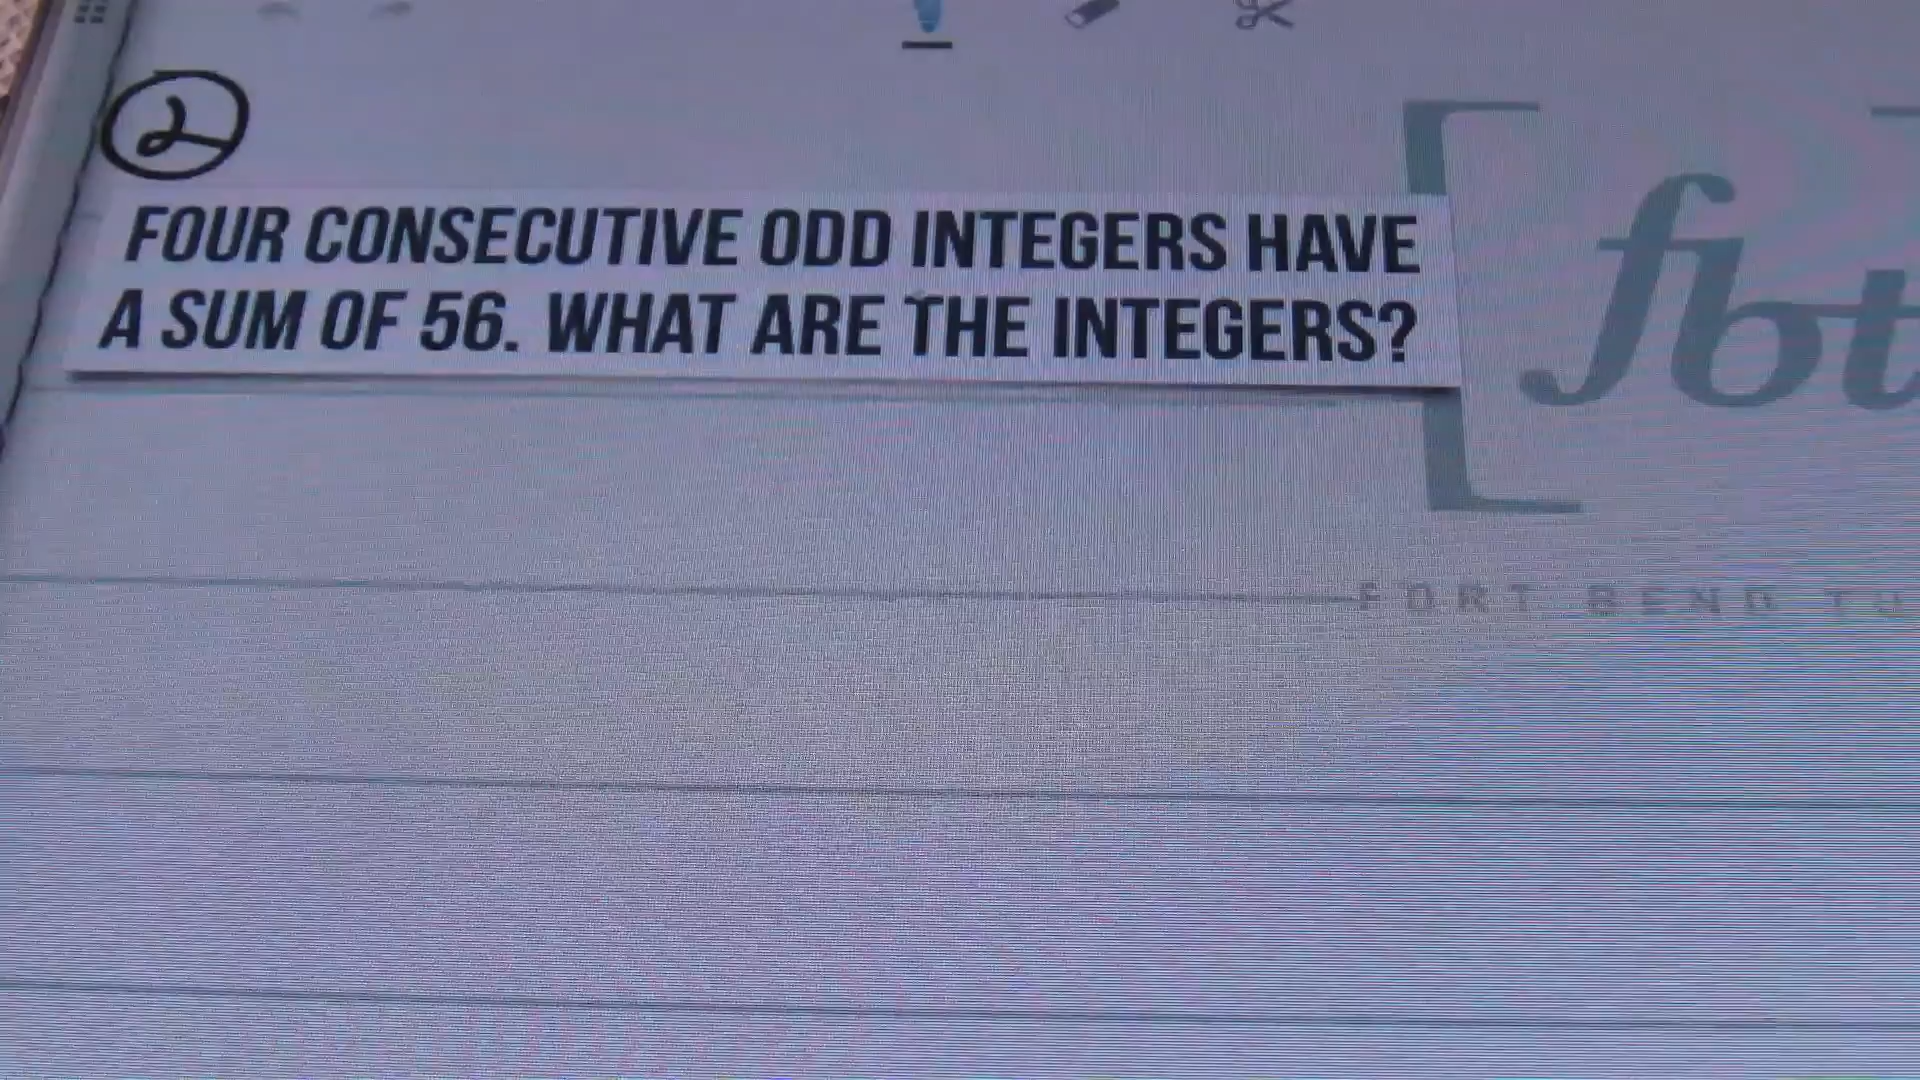 2
FOUR CONSECUTIVE ODD INTEGERS HAVE
A SUM OF 56. WHAT ARE THE INTEGERS?
fbt
FORT BEND TU